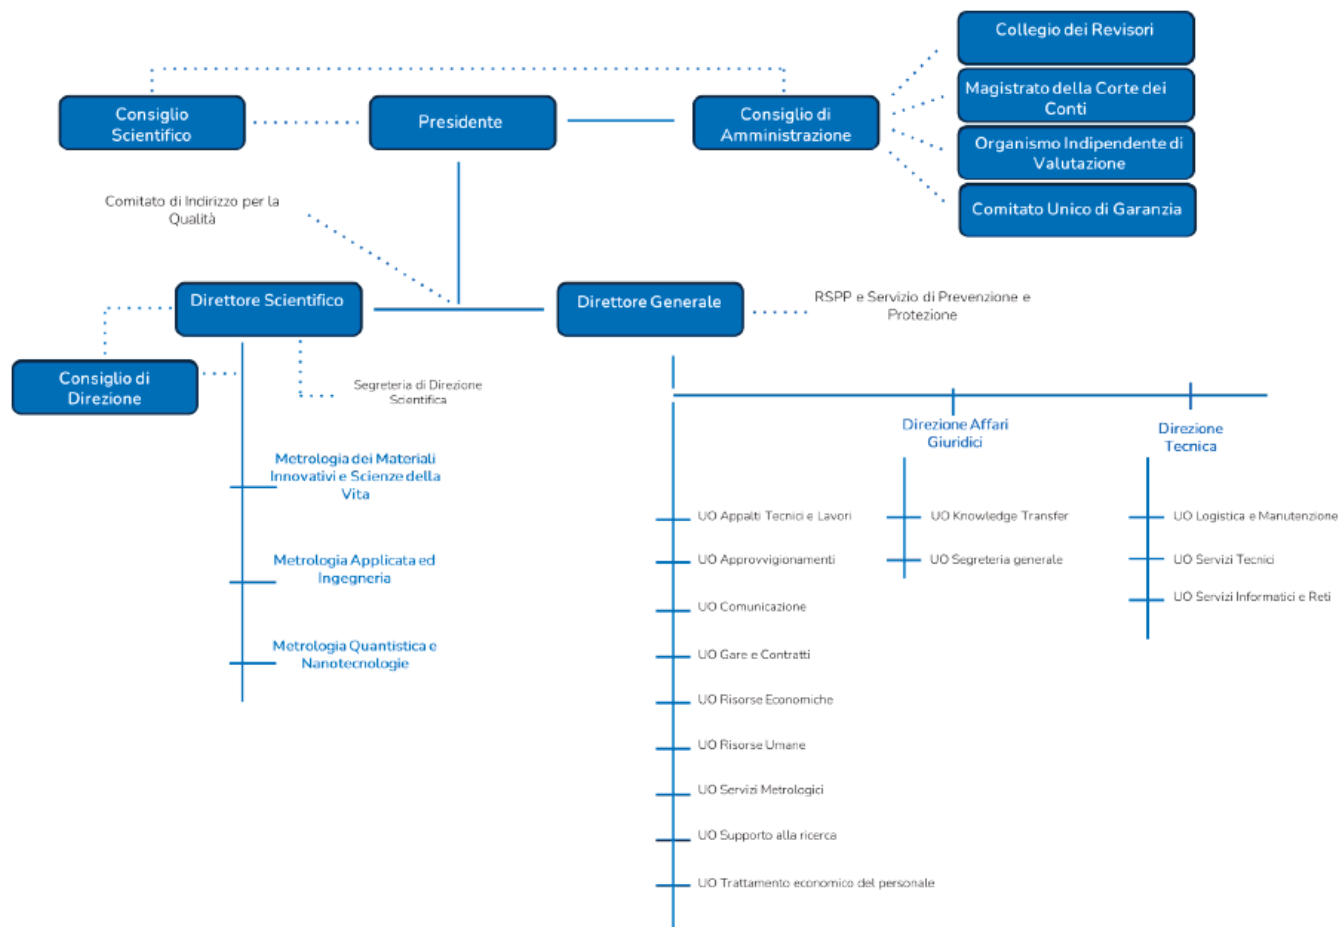 Collegio dei Revisori
Magistrato della Corte dei
Conti
Organismo Indipendente di
Valutazione
Comitato Unico di Garanzia
Consiglio
Scientifico
Presidente
Consiglio di
Amministrazione
Comitato di Indirizzo per la
Qualità
Direttore Scientifico
Direttore Generale
RSPP e Servizio di Prevenzione e
Protezione
Consiglio di
Direzione
Segreteria di Direzione
Scientifica
Metrologia dei Materiali
Innovativi e Scienze della
Vita
Metrologia Applicata ed
Ingegneria
Metrologia Quantistica e
Nanotecnologie
Direzione Affari
Giuridici
Direzione
Tecnica
UO Appalti Tecnici e Lavori
UO Approvvigionamenti
UO Comunicazione
UO Gare e Contratti
UO Risorse Economiche
UO Risorse Umane
UO Servizi Metrologici
UO Supporto alla ricerca
UO Trattamento economico del personale
UO Knowledge Transfer
UO Segreteria generale
UO Logistica e Manutenzione
UO Servizi Tecnici
UO Servizi Informatici e Reti